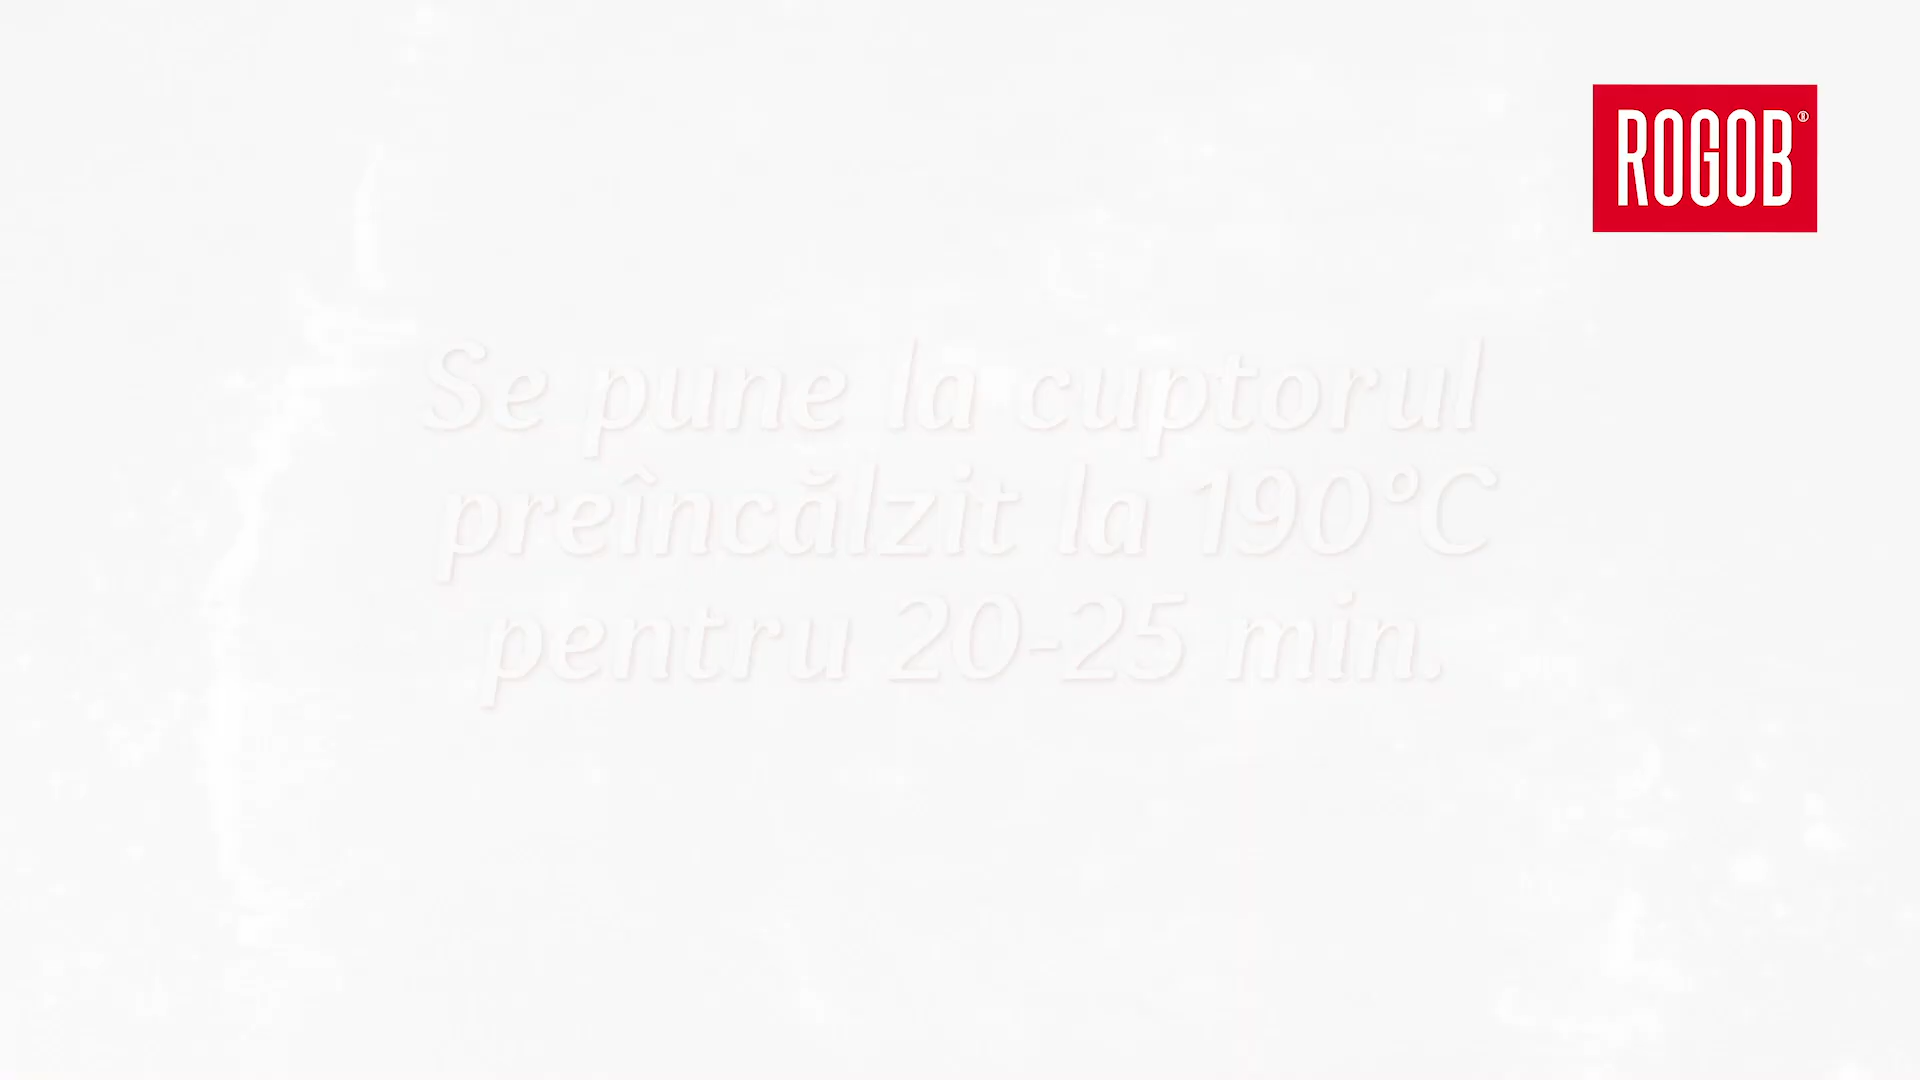 ROGOB®
Se pune la cuptorul
preîncălzit la 190°C
pentru 20-25 min.